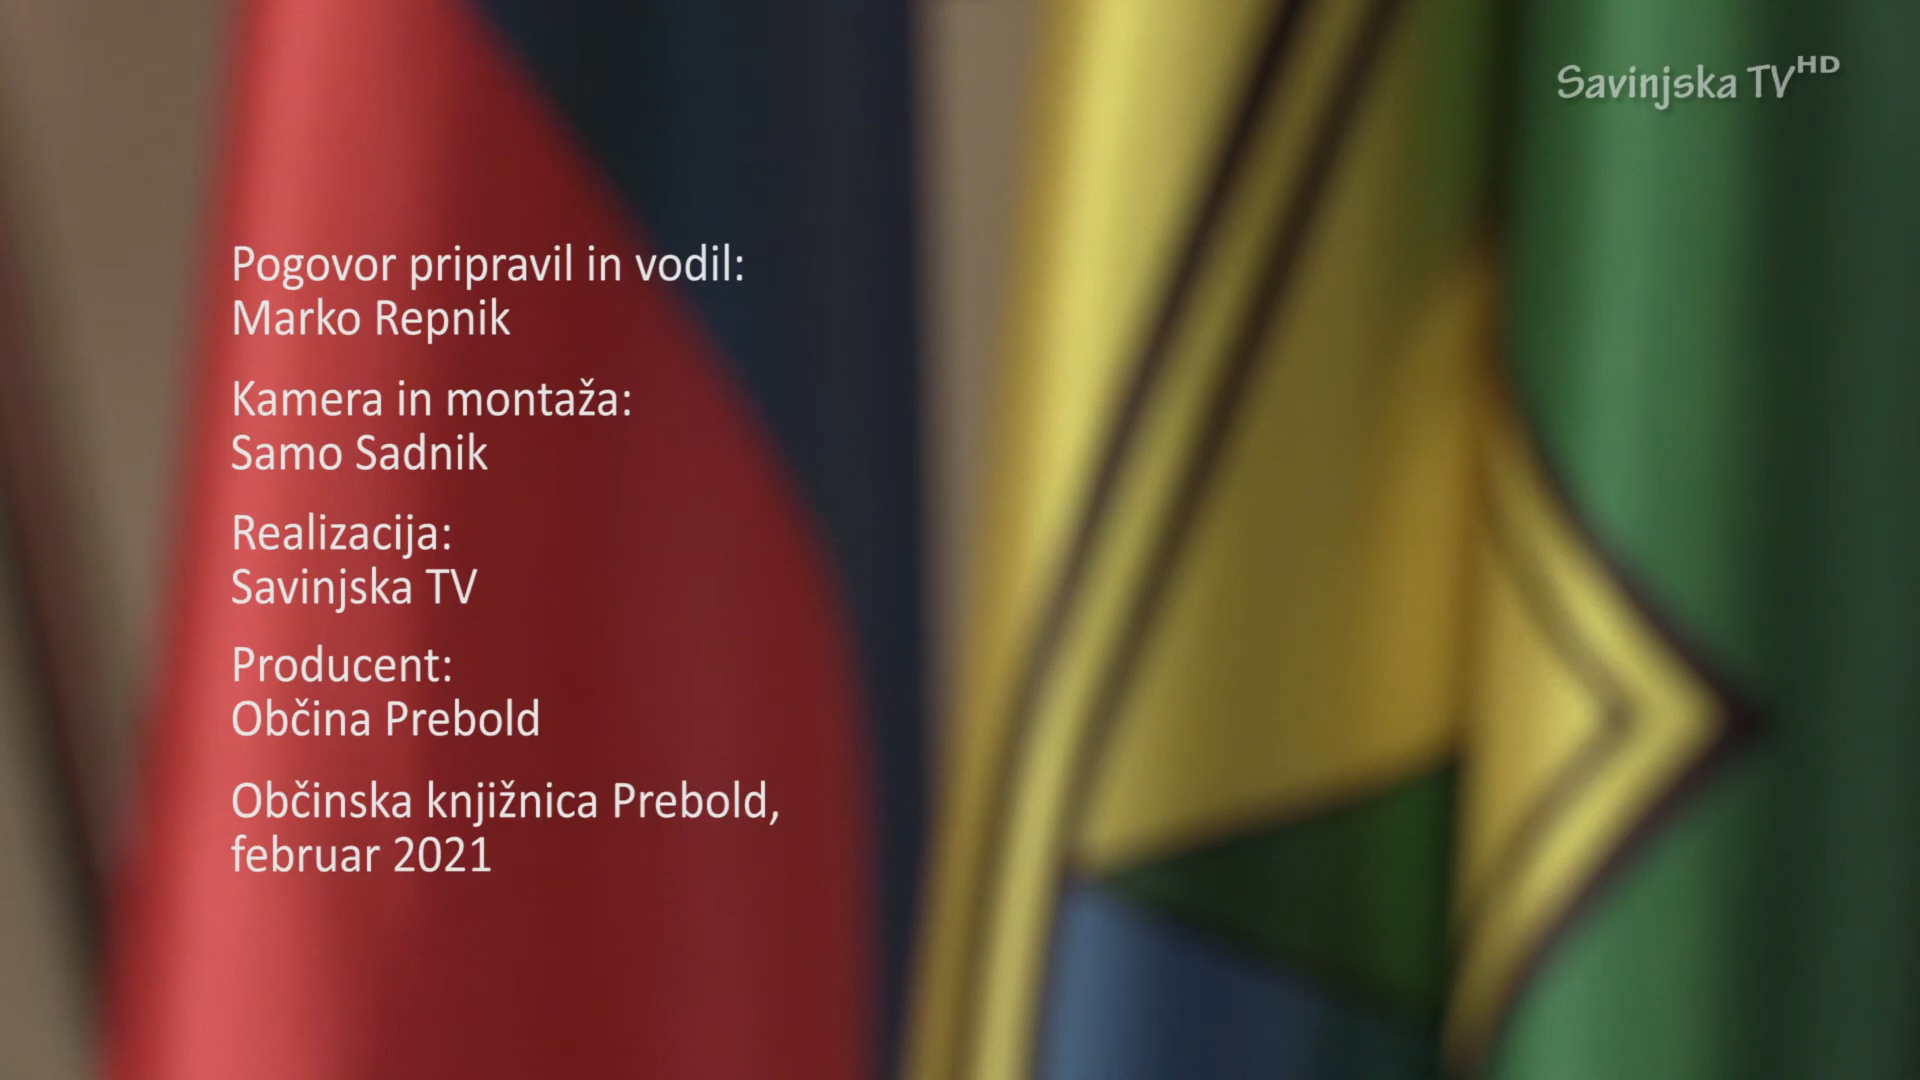 Savinjska TV HD
Pogovor pripravil in vodil:
Marko Repnik
Kamera in montaža:
Samo Sadnik
Realizacija:
Savinjska TV
Producent:
Občina Prebold
Občinska knjižnica Prebold,
februar 2021